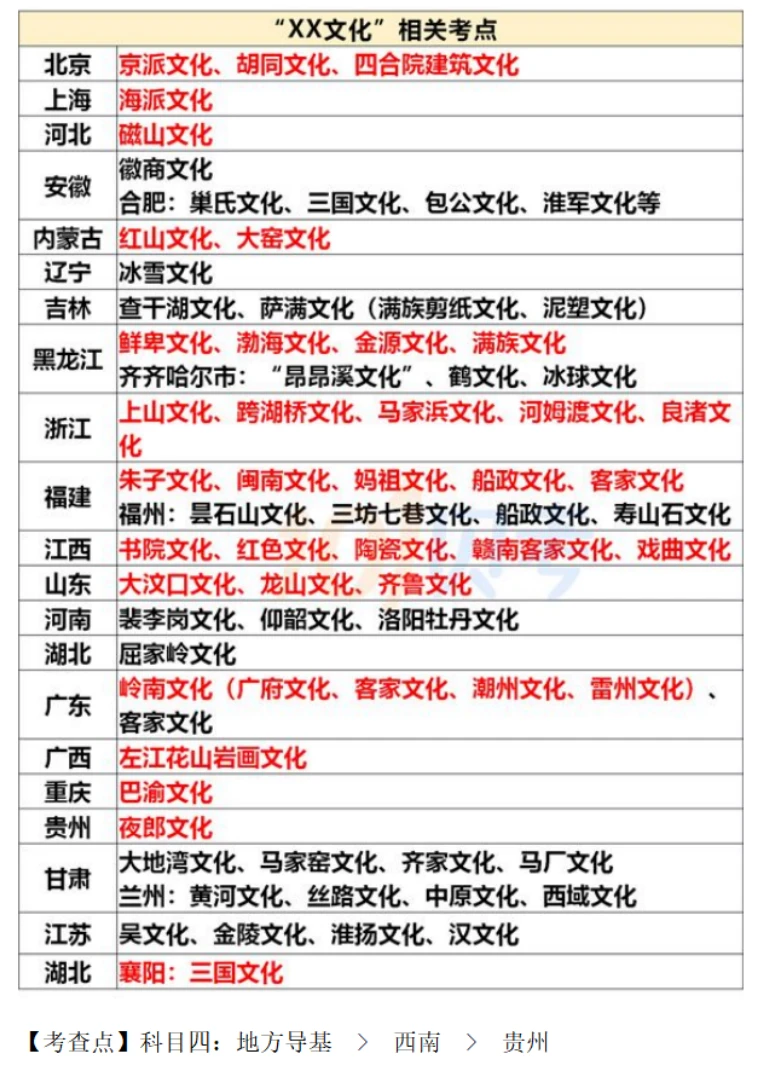 “XX文化”相关考点
北京 京派文化、胡同文化、四合院建筑文化
上海 海派文化
河北 磁山文化
安徽 徽商文化
合肥：巢氏文化、三国文化、包公文化、淮军文化等
内蒙古 红山文化、大窑文化
辽宁 冰雪文化
吉林 查干湖文化、萨满文化（满族剪纸文化、泥塑文化）
黑龙江 鲜卑文化、渤海文化、金源文化、满族文化
齐齐哈尔市：“昂昂溪文化”、鹤文化、冰球文化
浙江 上山文化、跨湖桥文化、马家浜文化、河姆渡文化、良渚文
化
福建 朱子文化、闽南文化、妈祖文化、船政文化、客家文化
福州：昙石山文化、三坊七巷文化、船政文化、寿山石文化
江西 书院文化、红色文化、陶瓷文化、赣南客家文化、戏曲文化
山东 大汶口文化、龙山文化、齐鲁文化
河南 裴李岗文化、仰韶文化、洛阳牡丹文化
湖北 屈家岭文化
广东 岭南文化（广府文化、客家文化、潮州文化、雷州文化）、
客家文化
广西 左江花山岩画文化
重庆 巴渝文化
贵州 夜郎文化
甘肃 大地湾文化、马家窑文化、齐家文化、马厂文化
兰州：黄河文化、丝路文化、中原文化、西域文化
江苏 吴文化、金陵文化、淮扬文化、汉文化
湖北 襄阳：三国文化
【考查点】科目四：地方导基 > 西南 > 贵州